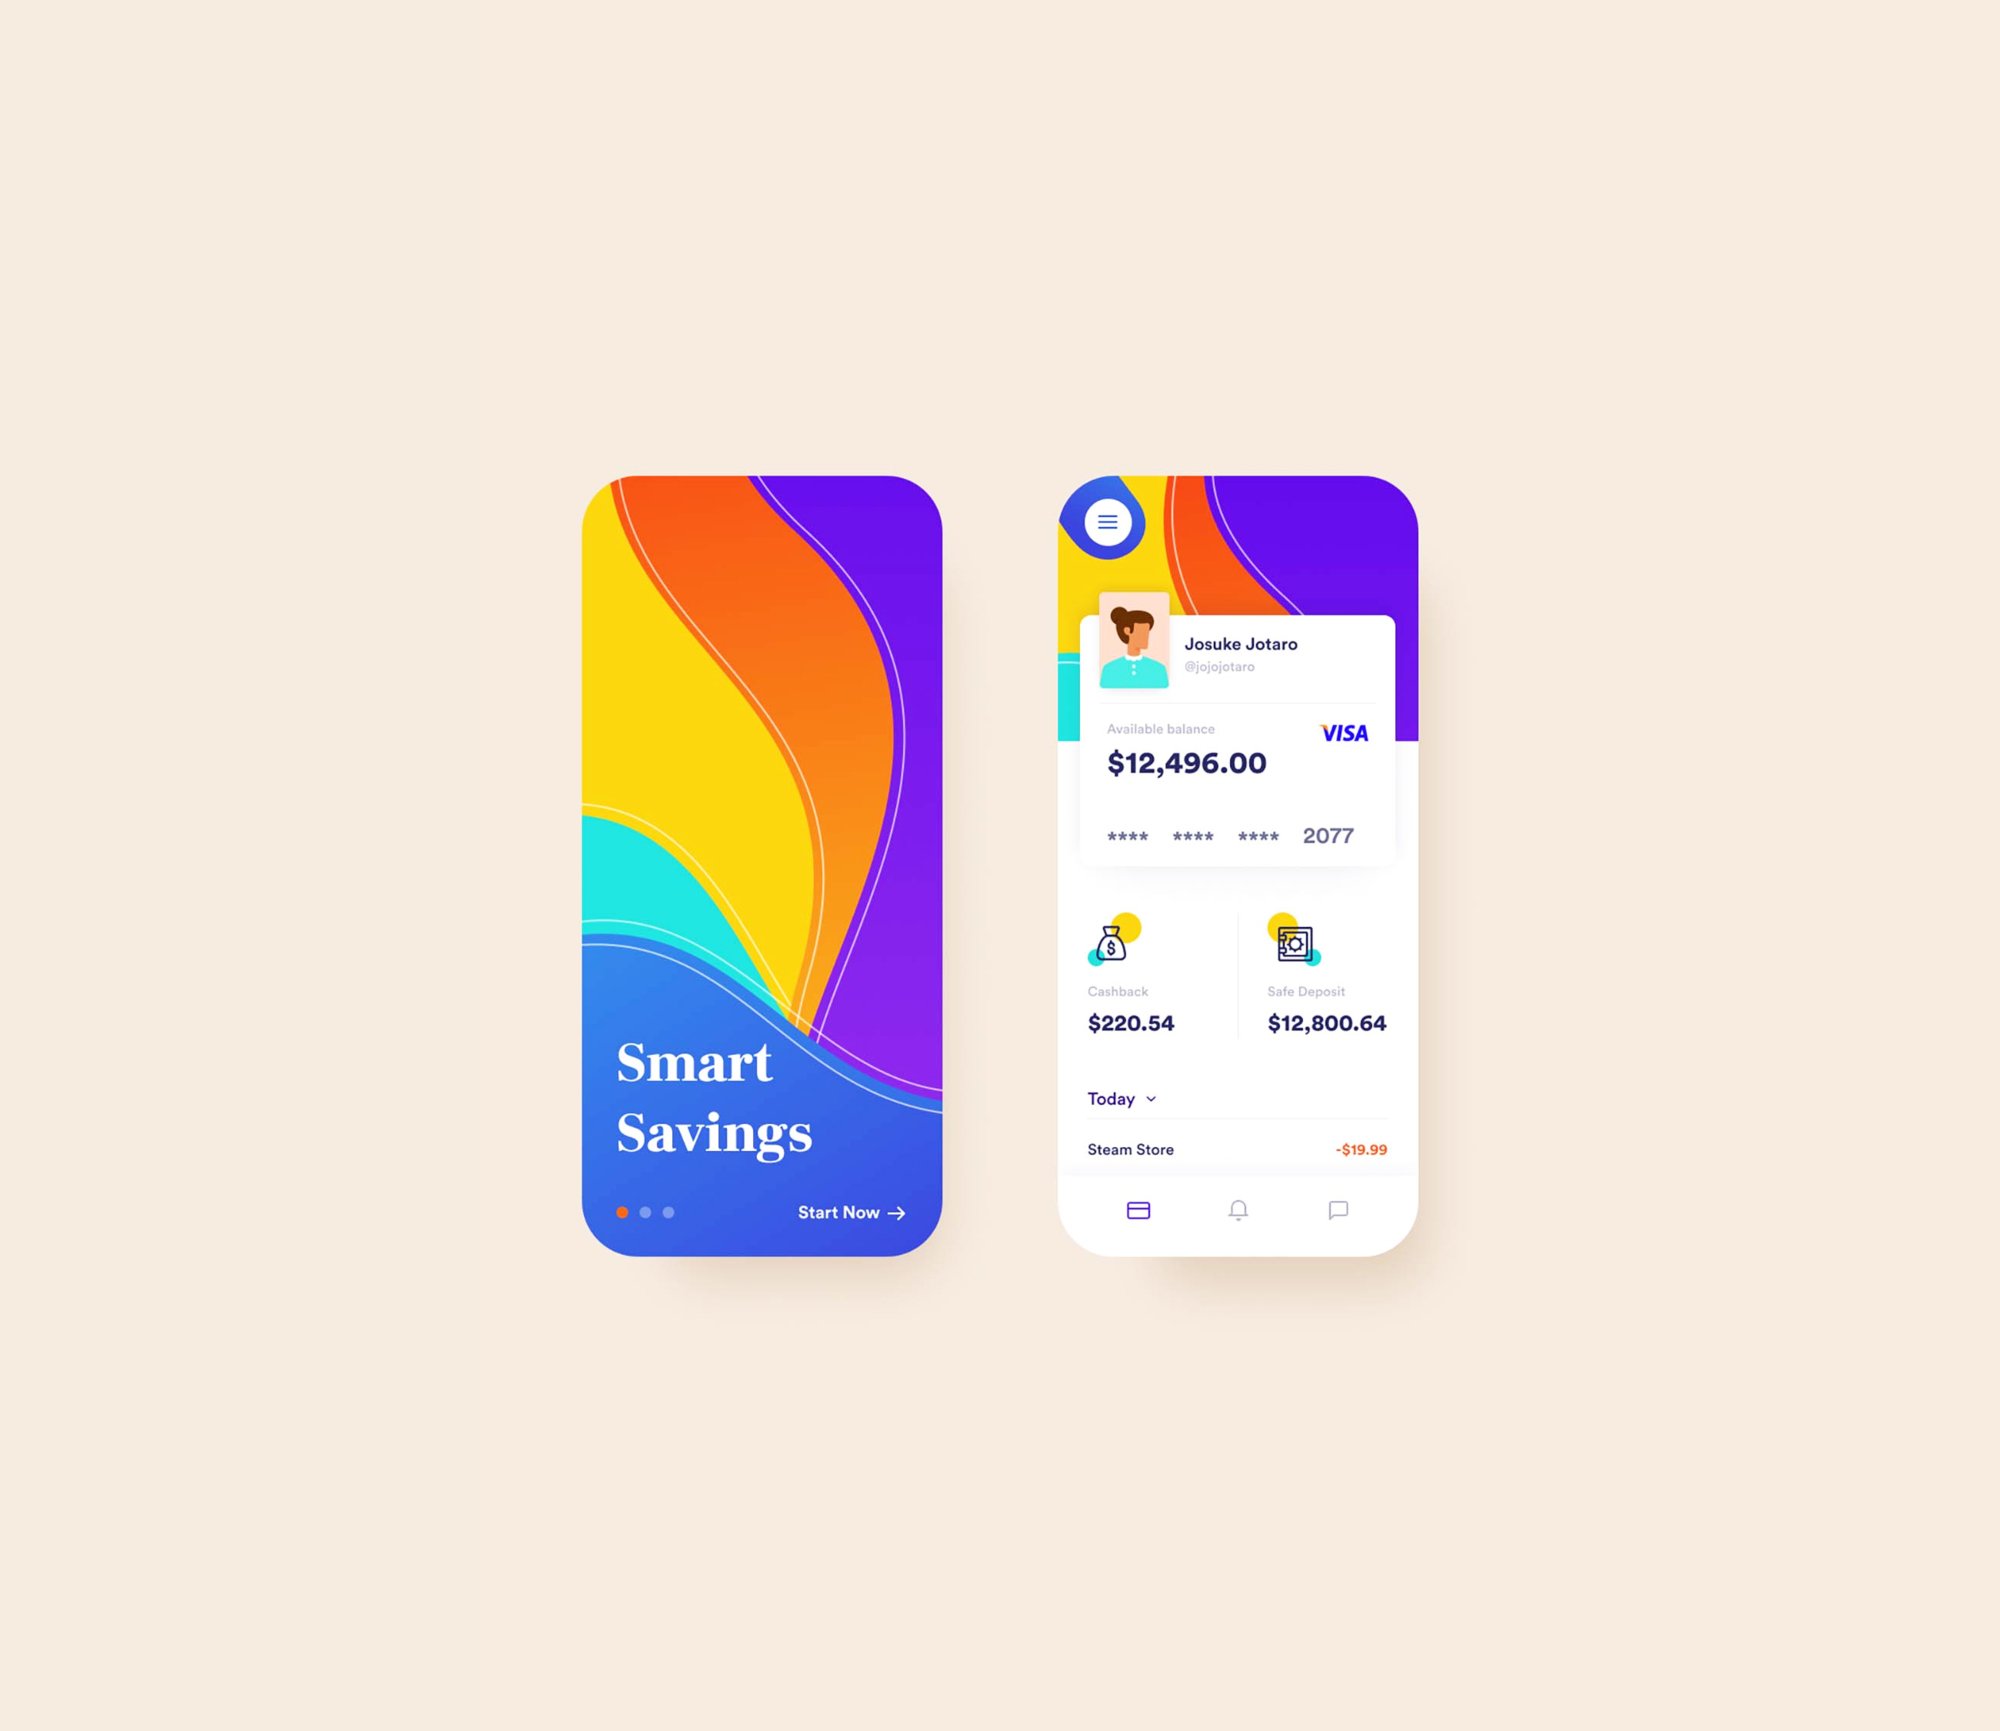 Smart
Savings
Start Now
Josuke Jotaro
@jojojotaro
Available balance
VISA
$12,496.00
**** **** **** 2077
Cashback
$220.54
Safe Deposit
$12,800.64
Today
Steam Store
-$19.99